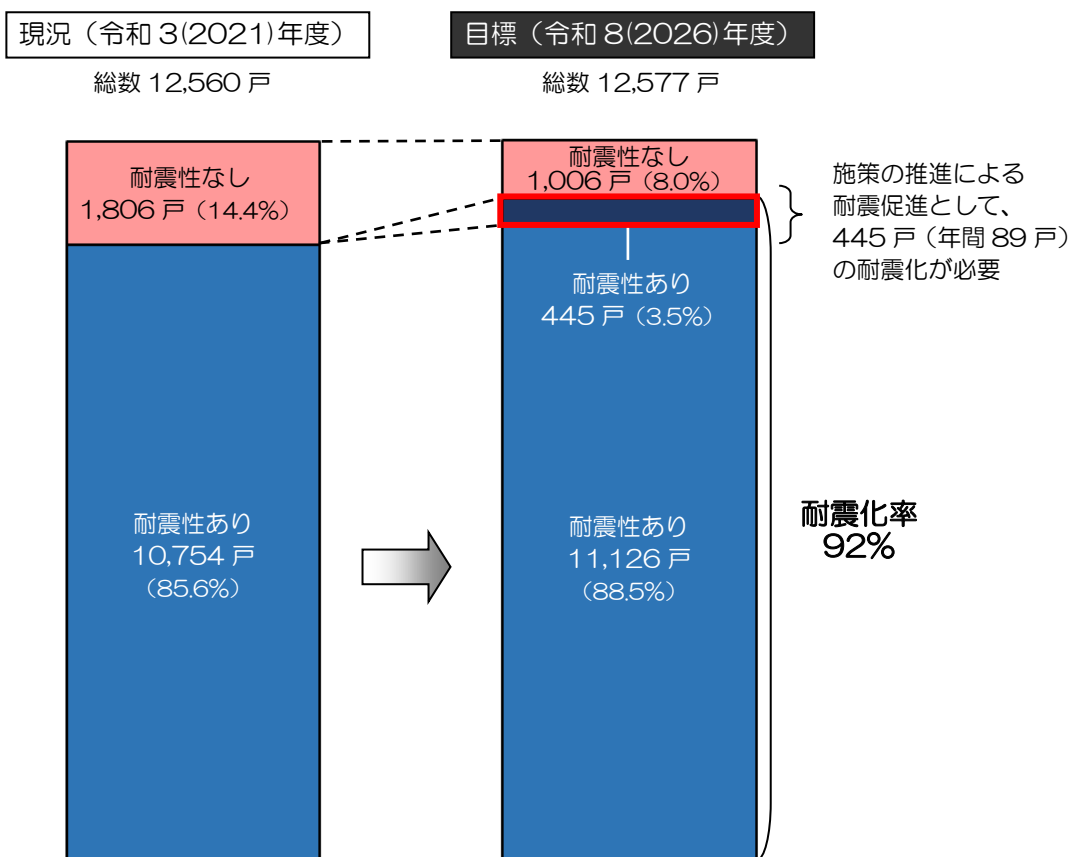 現況（令和 3(2021)年度）
総数 12,560 戸
耐震性なし
1,806 戸（14.4%）
耐震性あり
10,754 戸
（85.6%）
目標（令和 8(2026)年度）
総数 12,577 戸
耐震性なし
1,006 戸（8.0%）
耐震性あり
445 戸（3.5%）
耐震性あり
11,126 戸
（88.5%）
施策の推進による
耐震促進として、
445 戸（年間 89 戸）
の耐震化が必要
耐震化率
92%